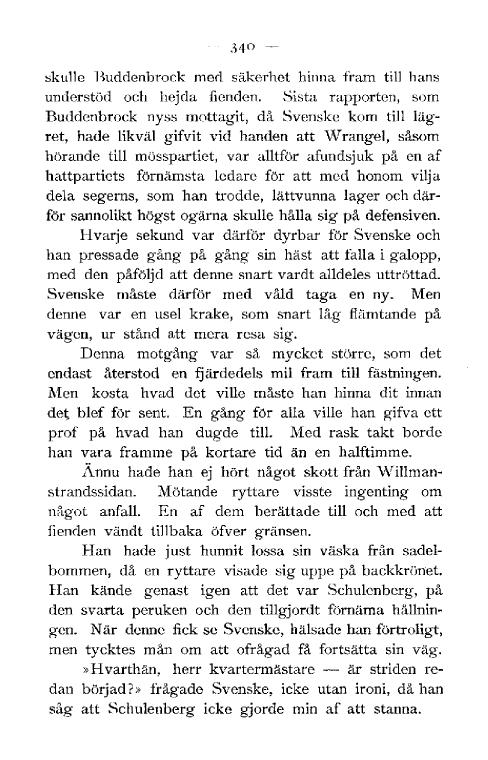 — 340 —
skulle Buddenbrock med säkerhet hinna fram till hans
understöd och hejda fienden. Sista rapporten, som
Buddenbrock nyss mottagit, då Svenske kom till läg-
ret, hade likväl gifvit vid handen att Wrangel, såsom
hörande till mösspartiet, var alltför afundsjuk på en af
hattpartiets förnämsta ledare för att med honom vilja
dela segerns, som han trodde, lättvunna lager och där-
för sannolikt högst ogärna skulle hålla sig på defensiven.
Hvarje sekund var därför dyrbar för Svenske och
han pressade gång på gång sin häst att falla i galopp,
med den påföljd att denne snart vardt alldeles uttröttad.
Svenske måste därför med våld taga en ny. Men
denne var en usel krake, som snart låg flämtande på
vägen, ur stånd att mera resa sig.
Denna motgång var så mycket större, som det
endast återstod en fjärdedels mil fram till fästningen.
Men kosta hvad det ville måste han hinna dit innan
det blef för sent. En gång för alla ville han gifva ett
prof på hvad han dugde till. Med rask takt borde
han vara framme på kortare tid än en halftimme.
Ännu hade han ej hört något skott från Willman-
strandssidan. Mötande ryttare visste ingenting om
något anfall. En af dem berättade till och med att
fienden vändt tillbaka öfver gränsen.
Han hade just hunnit lossa sin väska från sadel-
bommen, då en ryttare visade sig uppe på backkrönet.
Han kände genast igen att det var Schulenberg, på
den svarta peruken och den tillgjordt förnäma hållnin-
gen. När denne fick se Svenske, hälsade han förtroligt,
men tycktes mån om att ofrågad få fortsätta sin väg.
»Hvarthän, herr kvartermästare — är striden re-
dan börjad?» frågade Svenske, icke utan ironi, då han
såg att Schulenberg icke gjorde min af att stanna.